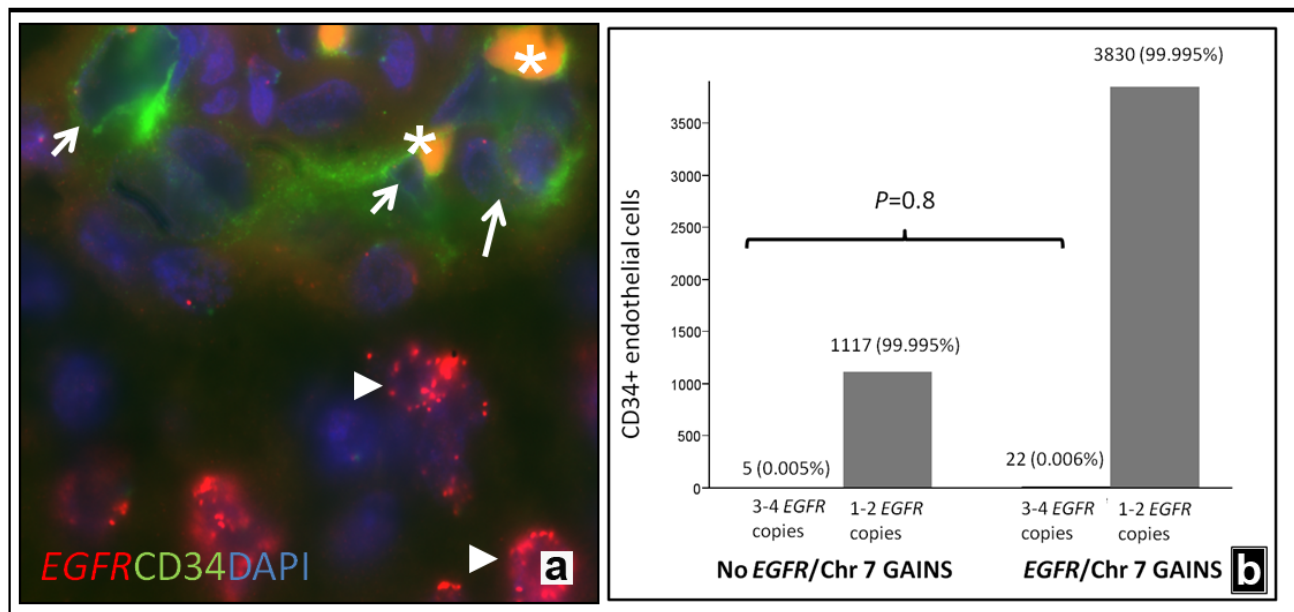 *
*
EGFRCD34DAPI
a
CD34+ endothelial cells
3500
3000
2500
2000
1500
1000
500
0
3830 (99.995%)
P=0.8
1117 (99.995%)
5 (0.005%)
22 (0.006%)
3-4 EGFR
copies
1-2 EGFR
copies
3-4 EGFR
copies
1-2 EGFR
copies
No EGFR/Chr 7 GAINS
EGFR/Chr 7 GAINS
b